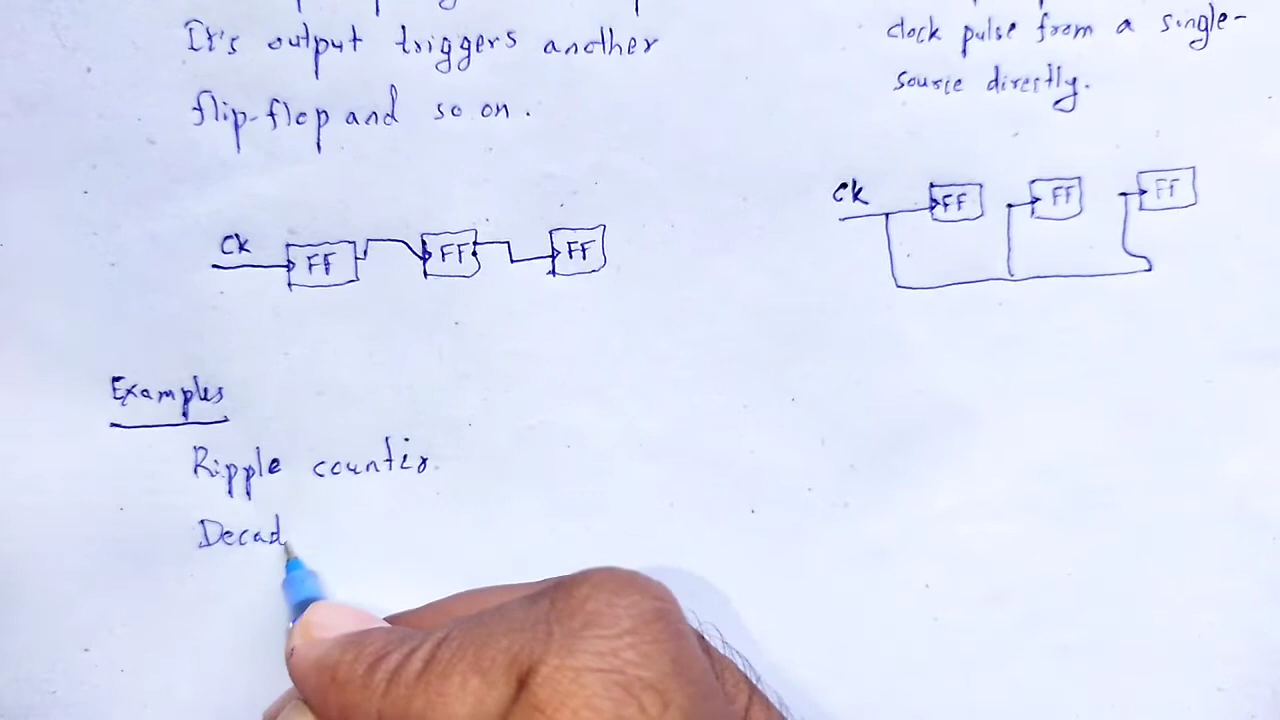 It's output triggers another
flip-flop and so on.
clock pulse from a single-
source directly.
Ck
FF
FF
FF
Ck
FF
FF
FF
Examples
Ripple counter
Decad